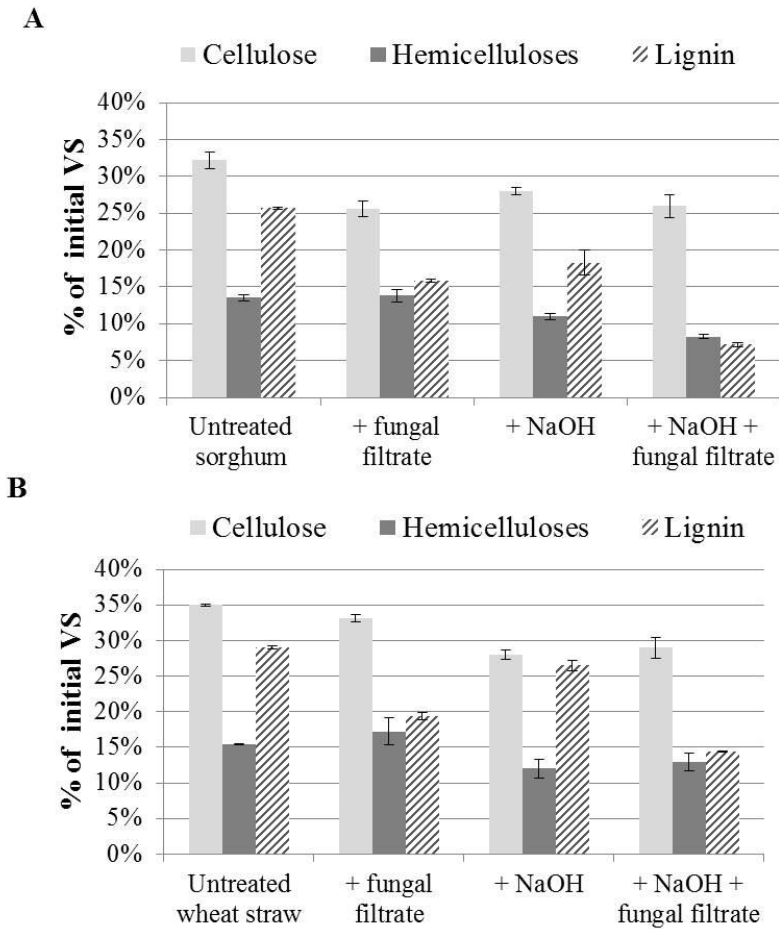 A
Cellulose Hemicelluloses Lignin
% of initial VS
40%
35%
30%
25%
20%
15%
10%
5%
0%
Untreated sorghum
+ fungal filtrate
+ NaOH
+ NaOH + fungal filtrate
B
Cellulose Hemicelluloses Lignin
% of initial VS
40%
35%
30%
25%
20%
15%
10%
5%
0%
Untreated wheat straw
+ fungal filtrate
+ NaOH
+ NaOH + fungal filtrate